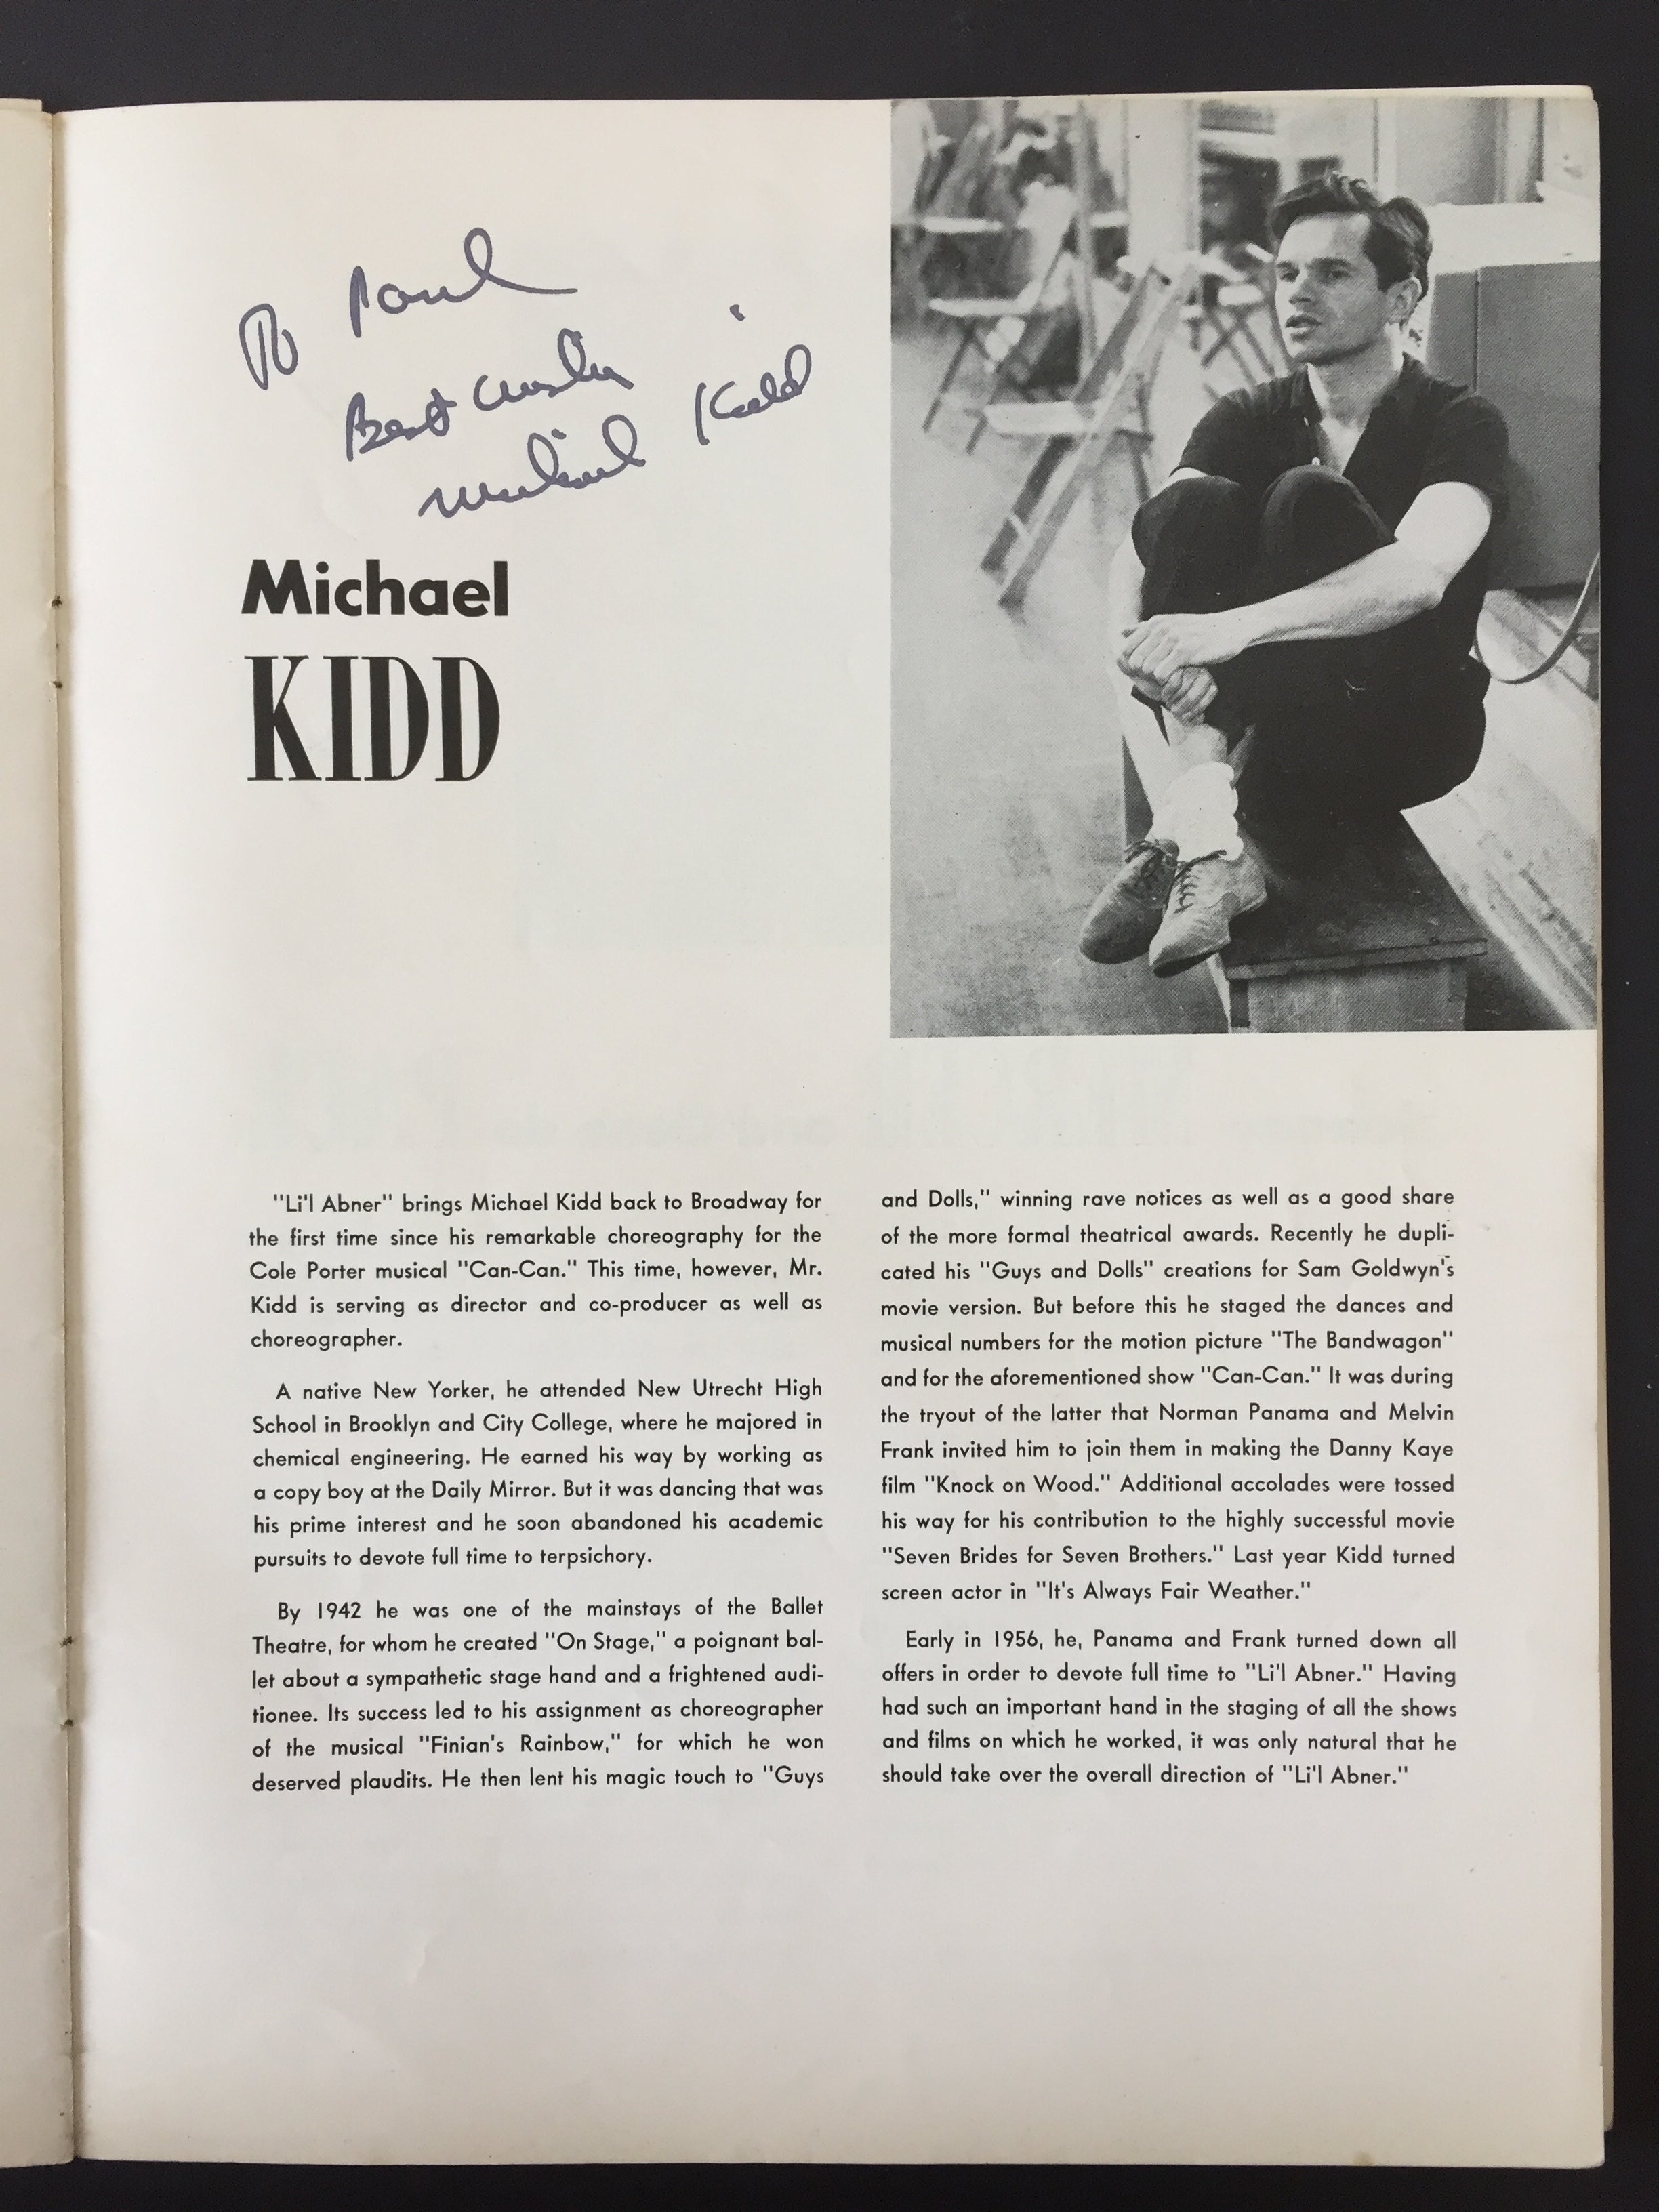 To Paul
Best Wishes
Michael Kidd
Michael
KIDD
"Li'l Abner" brings Michael Kidd back to Broadway for
the first time since his remarkable choreography for the
Cole Porter musical "Can-Can." This time, however, Mr.
Kidd is serving as director and co-producer as well as
choreographer.
A native New Yorker, he attended New Utrecht High
School in Brooklyn and City College, where he majored in
chemical engineering. He earned his way by working as
a copy boy at the Daily Mirror. But it was dancing that was
his prime interest and he soon abandoned his academic
pursuits to devote full time to terpsichory.
By 1942 he was one of the mainstays of the Ballet
Theatre, for whom he created "On Stage," a poignant bal-
let about a sympathetic stage hand and a frightened audi-
tionee. Its success led to his assignment as choreographer
of the musical "Finian's Rainbow," for which he won
deserved plaudits. He then lent his magic touch to "Guys
and Dolls," winning rave notices as well as a good share
of the more formal theatrical awards. Recently he dupli-
cated his "Guys and Dolls" creations for Sam Goldwyn's
movie version. But before this he staged the dances and
musical numbers for the motion picture "The Bandwagon"
and for the aforementioned show "Can-Can." It was during
the tryout of the latter that Norman Panama and Melvin
Frank invited him to join them in making the Danny Kaye
film "Knock on Wood." Additional accolades were tossed
his way for his contribution to the highly successful movie
"Seven Brides for Seven Brothers." Last year Kidd turned
screen actor in "It's Always Fair Weather."
Early in 1956, he, Panama and Frank turned down all
offers in order to devote full time to "Li'l Abner." Having
had such an important hand in the staging of all the shows
and films on which he worked, it was only natural that he
should take over the overall direction of "Li'l Abner."